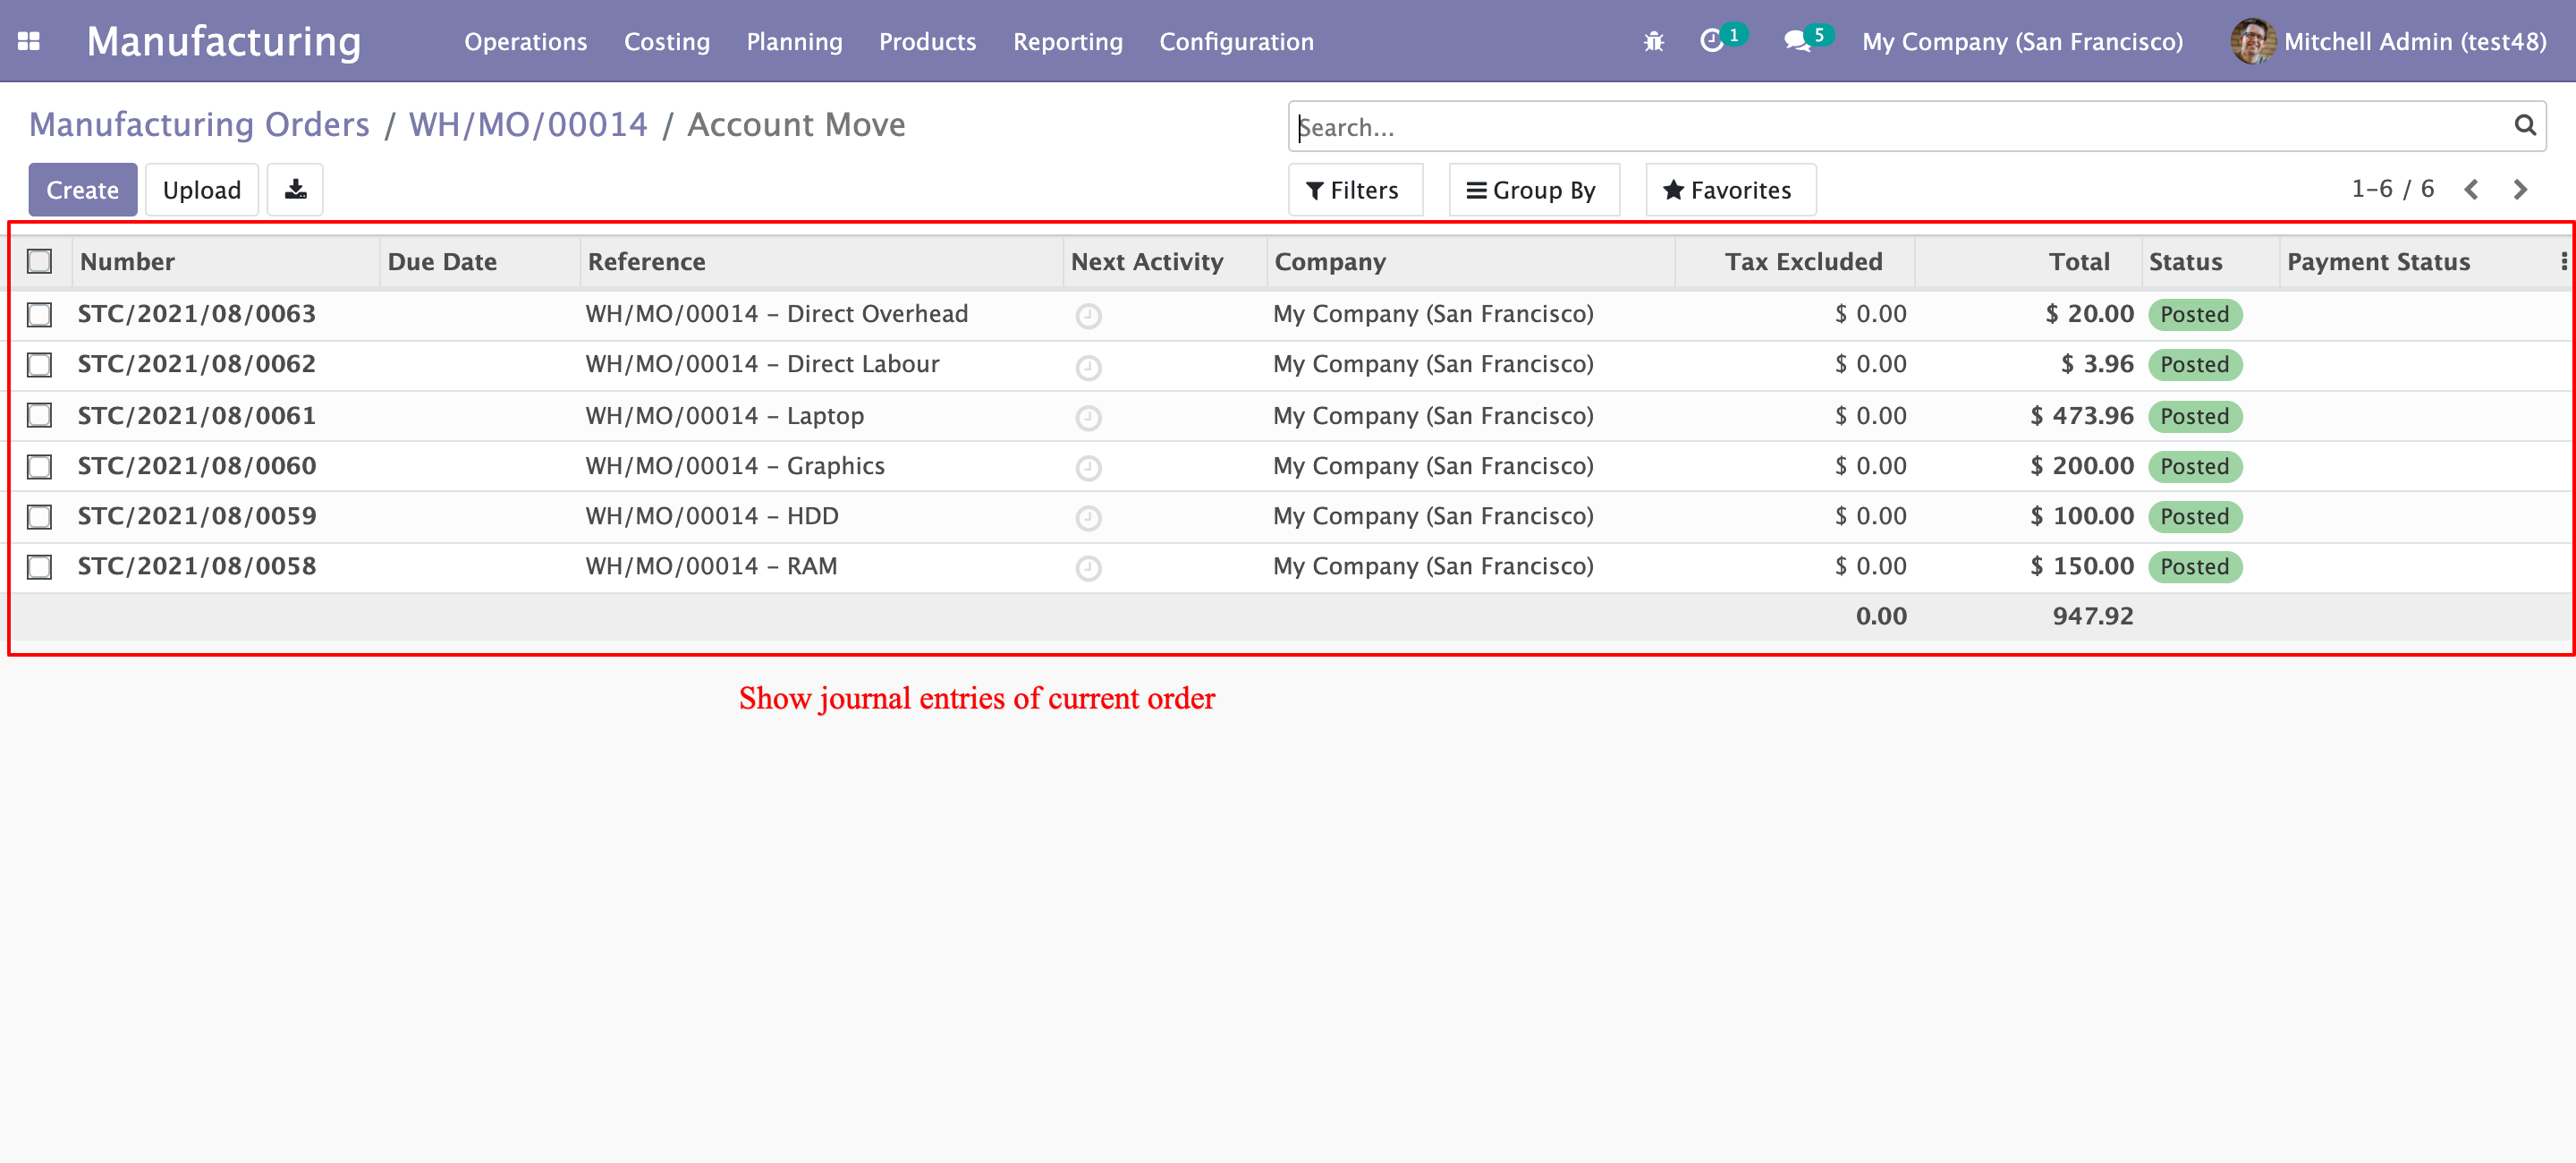 Manufacturing Operations Costing Planning Products Reporting Configuration 1 5 My Company (San Francisco) Mitchell Admin (test48)
Manufacturing Orders / WH/MO/00014 / Account Move Search...
Create Upload Filters Group By Favorites 1-6 / 6
Number Due Date Reference Next Activity Company Tax Excluded Total Status Payment Status
STC/2021/08/0063 WH/MO/00014 - Direct Overhead My Company (San Francisco) $ 0.00 $ 20.00 Posted
STC/2021/08/0062 WH/MO/00014 - Direct Labour My Company (San Francisco) $ 0.00 $ 3.96 Posted
STC/2021/08/0061 WH/MO/00014 - Laptop My Company (San Francisco) $ 0.00 $ 473.96 Posted
STC/2021/08/0060 WH/MO/00014 - Graphics My Company (San Francisco) $ 0.00 $ 200.00 Posted
STC/2021/08/0059 WH/MO/00014 - HDD My Company (San Francisco) $ 0.00 $ 100.00 Posted
STC/2021/08/0058 WH/MO/00014 - RAM My Company (San Francisco) $ 0.00 $ 150.00 Posted
0.00 947.92
Show journal entries of current order